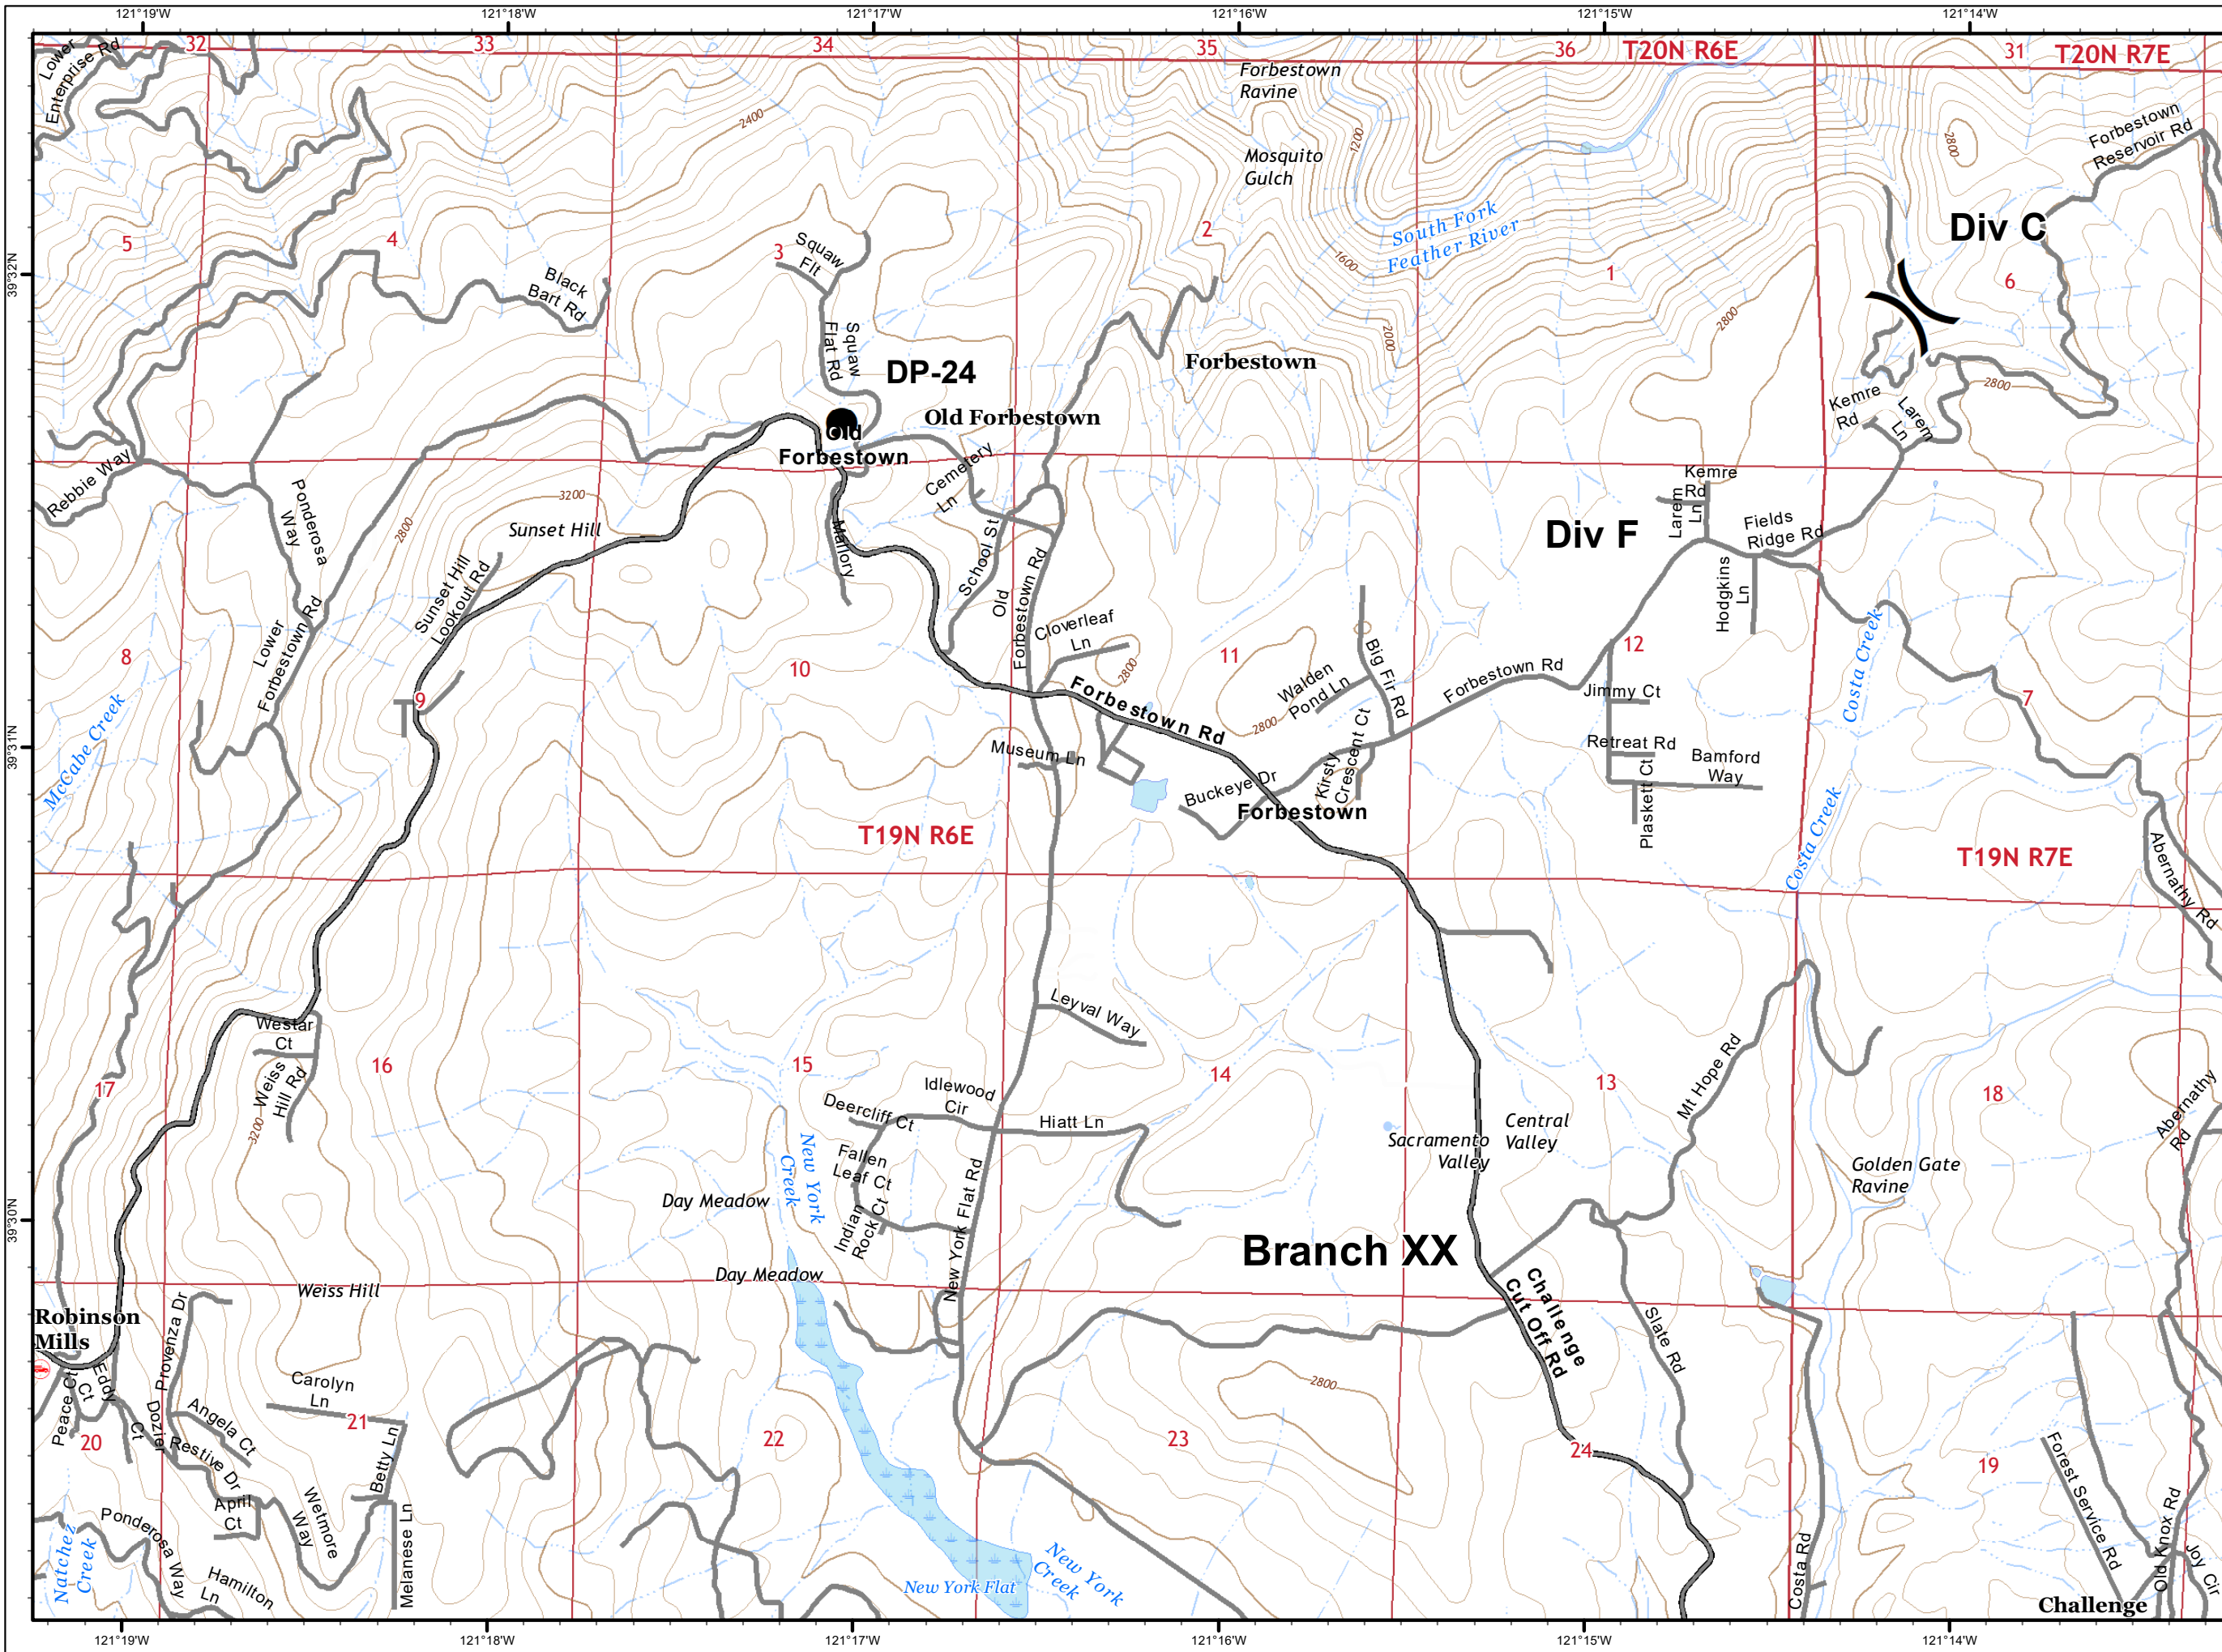 121°19'W
121°18'W
121°17'W
121°16'W
121°15'W
121°14'W
Lower
Enterprise Rd
32
33
34
35
36
T20N R6E
31
T20N R7E
Forbestown
Ravine
2400
1200
2800
Forbestown
Reservoir Rd
Mosquito
Gulch
South Fork
Feather River
5
4
3
Squaw
Flt
2
1600
1
Div C
6
39°32'N
Black
Bart Rd
Squaw
Flat Rd
2000
2800
DP-24
Forbestown
Old Forbestown
2800
Kemre
Rd
Larem
Ln
Old
Forbestown
Rebbie Way
Cemetery
Ln
Kemre
Rd
Larem
Ln
Ponderosa
Way
3200
2800
Sunset Hill
Mallory
Div F
Fields
Ridge Rd
School St
Old
Forbestown Rd
Hodgkins
Ln
Sunset Hill
Lookout Rd
Lower
Forbestown Rd
Cloverleaf
Ln
8
10
11
12
Costa Creek
2800
Walden
Pond Ln
Big Fir Rd
Forbestown Rd
Jimmy Ct
7
9
Forbestown Rd
2800
McCabe Creek
39°31'N
Museum Ln
Kirsty
Crescent Ct
Retreat Rd
Bamford
Way
Buckeye Dr
Forbestown
Plaskett Ct
Costa Creek
T19N R6E
T19N R7E
Abernathy Rd
Leyval Way
Westar
Ct
Weiss
Hill Rd
16
15
14
13
Mt Hope Rd
17
3200
18
Idlewood
Cir
Deercliff Ct
Hiatt Ln
Abernathy
Rd
Central
Valley
Sacramento
Valley
New York
Creek
Fallen
Leaf Ct
Golden Gate
Ravine
Day Meadow
Indian
Rock Ct
New York Flat Rd
39°30'N
Branch XX
Day Meadow
Weiss Hill
Challenge
Cut Off Rd
Robinson
Mills
Provenza Dr
Slate Rd
Eddy
Ct
Peace Ct
Carolyn
Ln
2800
21
Angela Ct
Dozier
Ct
Restive Dr
Betty Ln
20
22
23
24
19
Forest Service Rd
April
Ct
Wetmore
Way
Melanese Ln
Ponderosa Way
Natchez
Creek
Hamilton
Ln
New York Flat
New York
Creek
Costa Rd
Old Knox Rd
Joy Cir
Challenge
121°19'W
121°18'W
121°17'W
121°16'W
121°15'W
121°14'W